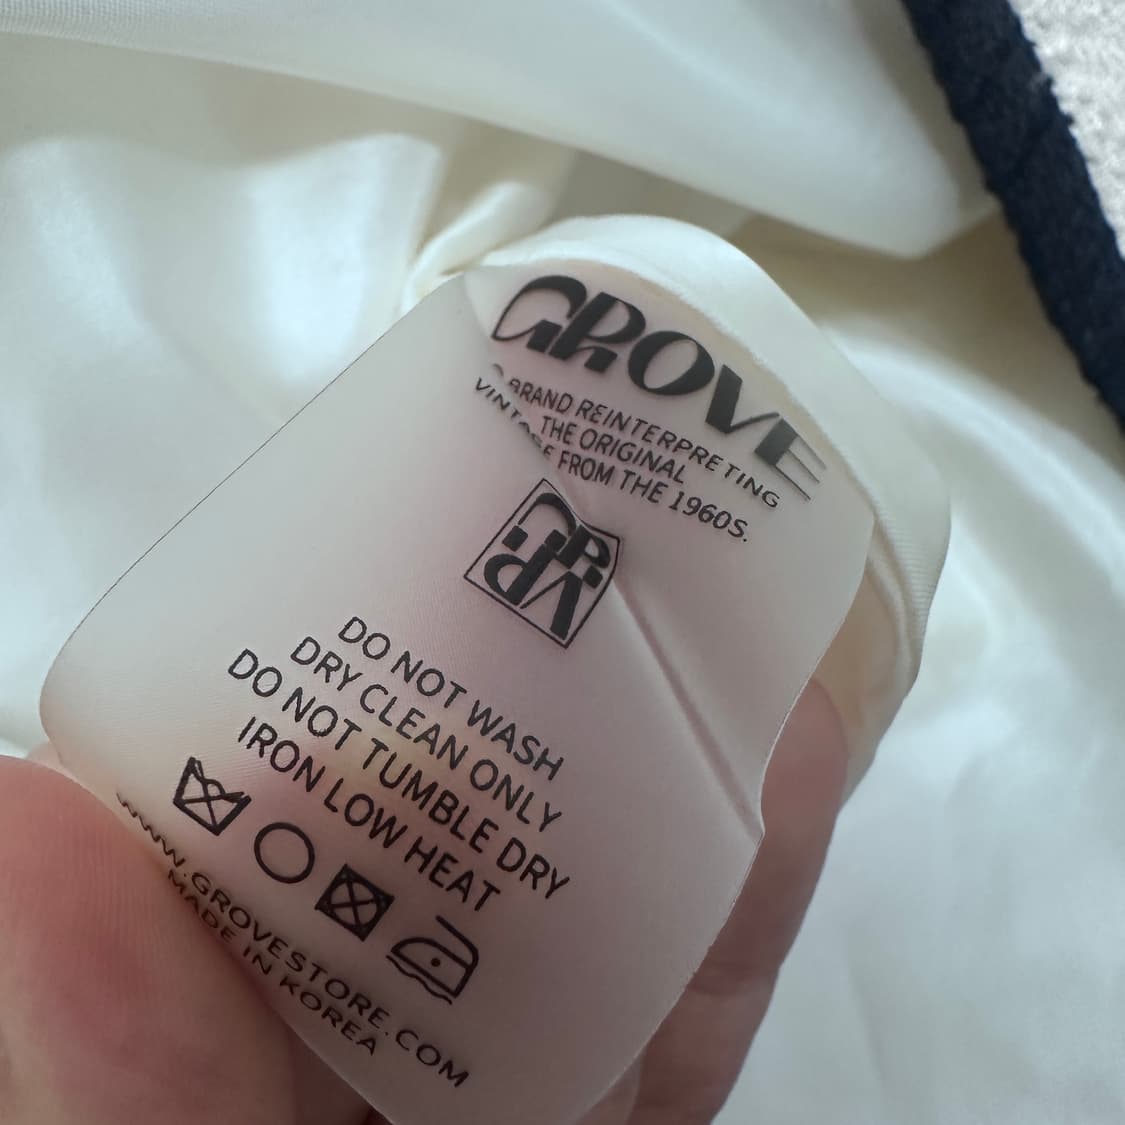 GROVE
BRAND REINTERPRETING
THE ORIGINAL
VINTAGE FROM THE 1960S.
DO NOT WASH
DRY CLEAN ONLY
DO NOT TUMBLE DRY
IRON LOW HEAT
WWW.GROVESTORE.COM
MADE IN KOREA